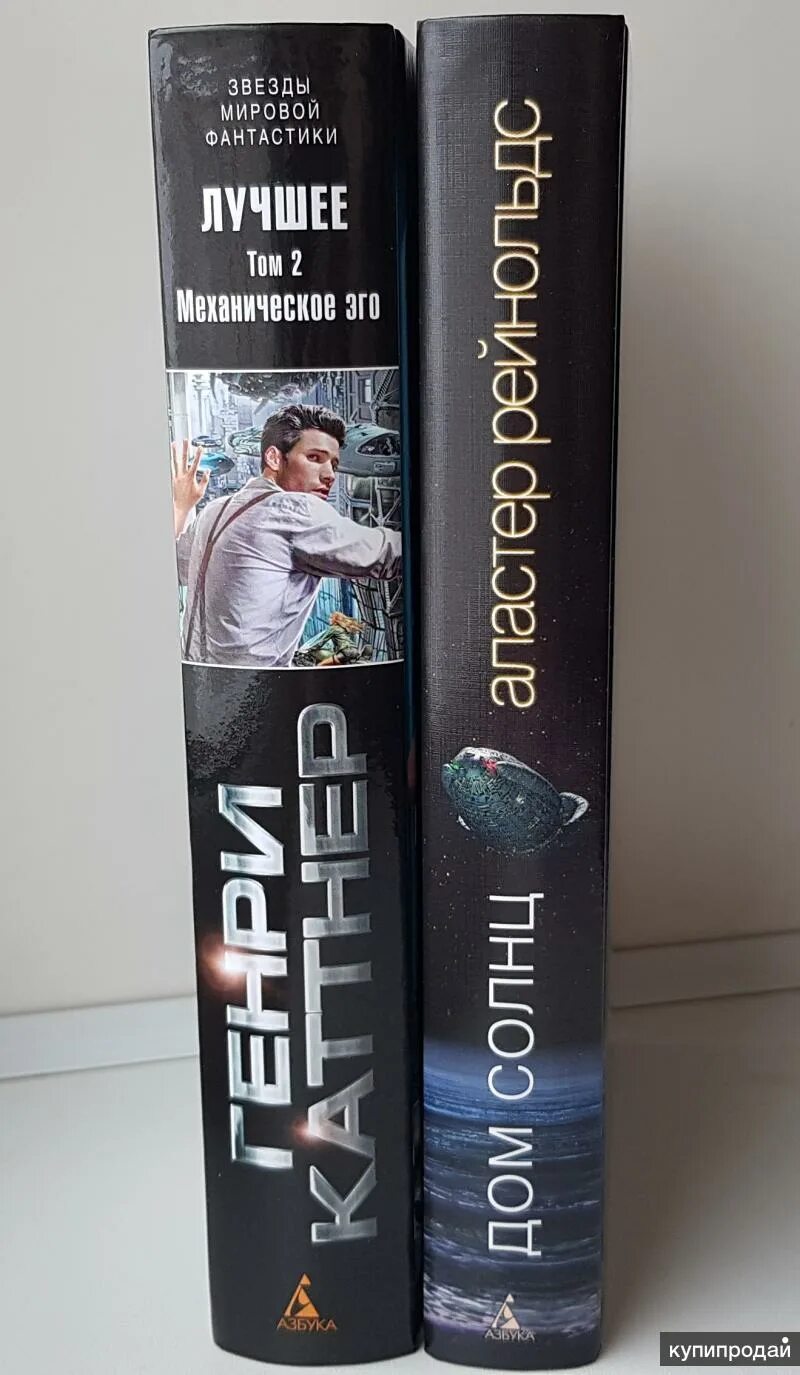 ЗВЕЗДЫ
МИРОВОЙ
ФАНТАСТИКИ
ЛУЧШЕЕ
Том 2
Механическое эго
ГЕНРИ
КАТТНЕР
АЗБУКА
аластер рейнольдс
ДОМ СОЛНЦ
АЗБУКА
купипродай